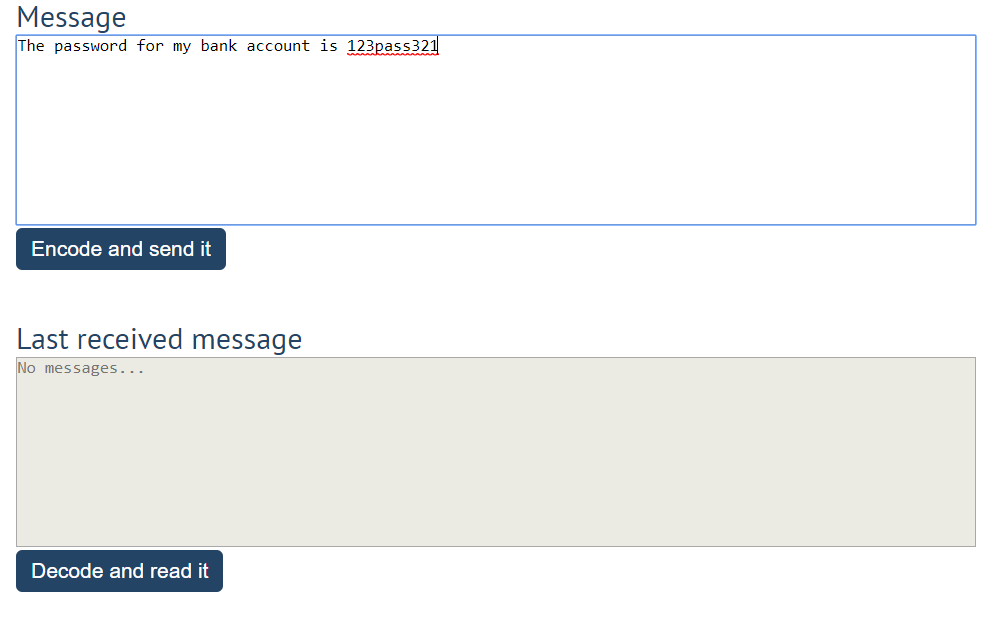 Message
The password for my bank account is 123pass321
Encode and send it
Last received message
No messages...
Decode and read it